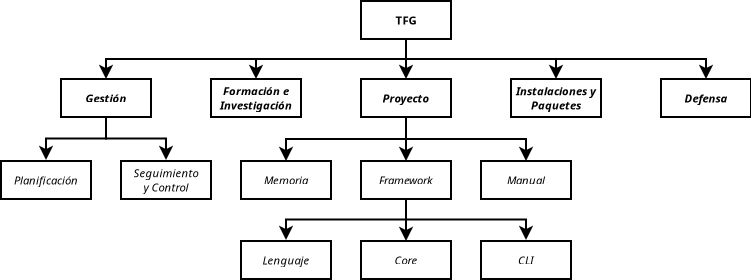 TFG
Gestión
Formación e
Investigación
Proyecto
Instalaciones y
Paquetes
Defensa
Planificación
Seguimiento
y Control
Memoria
Framework
Manual
Lenguaje
Core
CLI